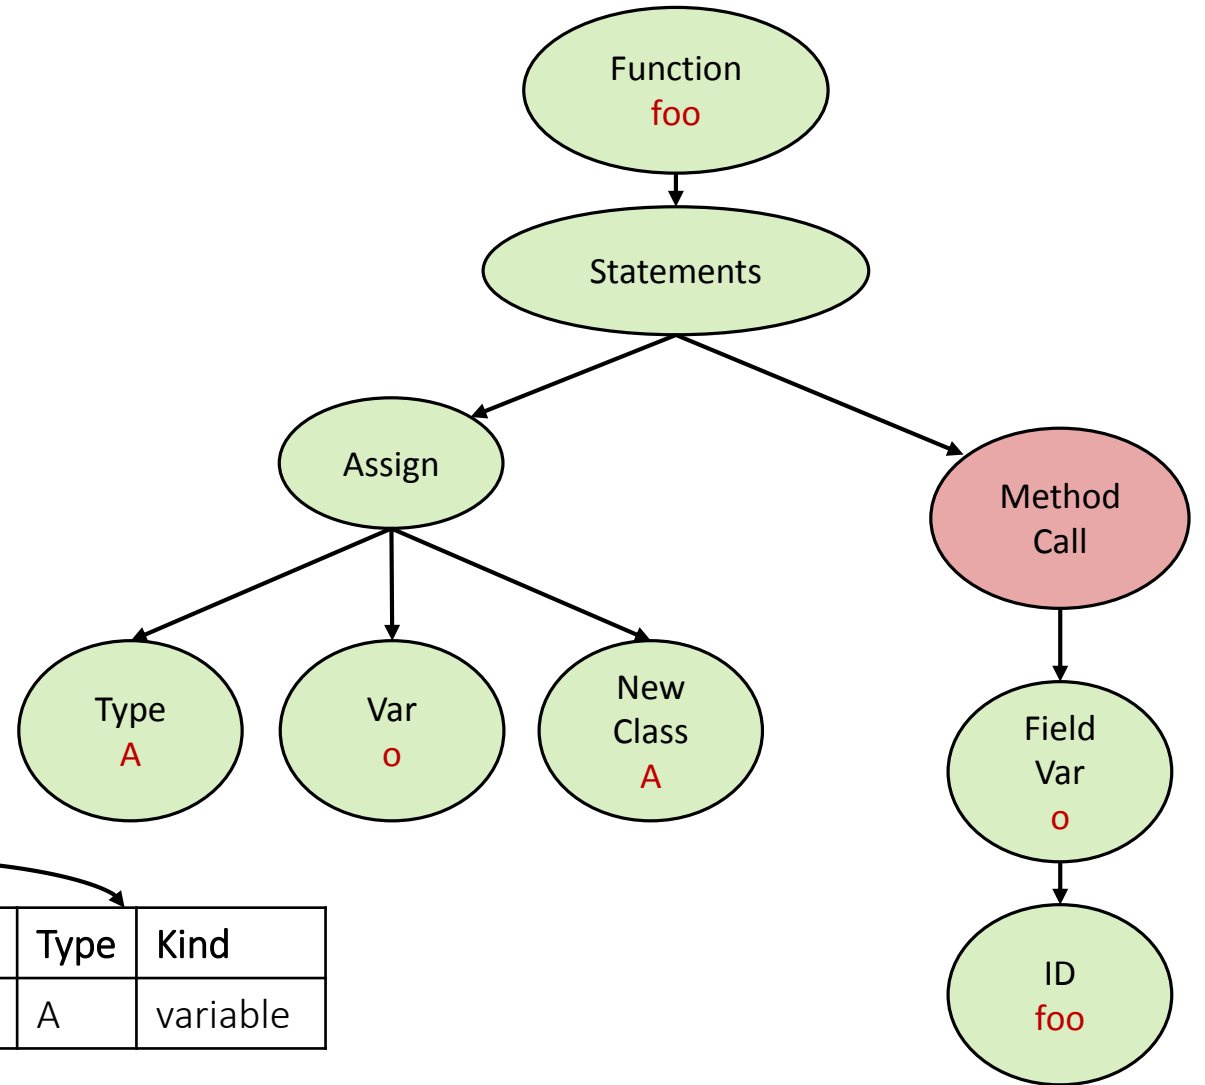 Function
foo
Statements
Assign
Method
Call
Type
A
Var
o
New
Class
A
Field
Var
o
ID
foo
Type Kind
A variable